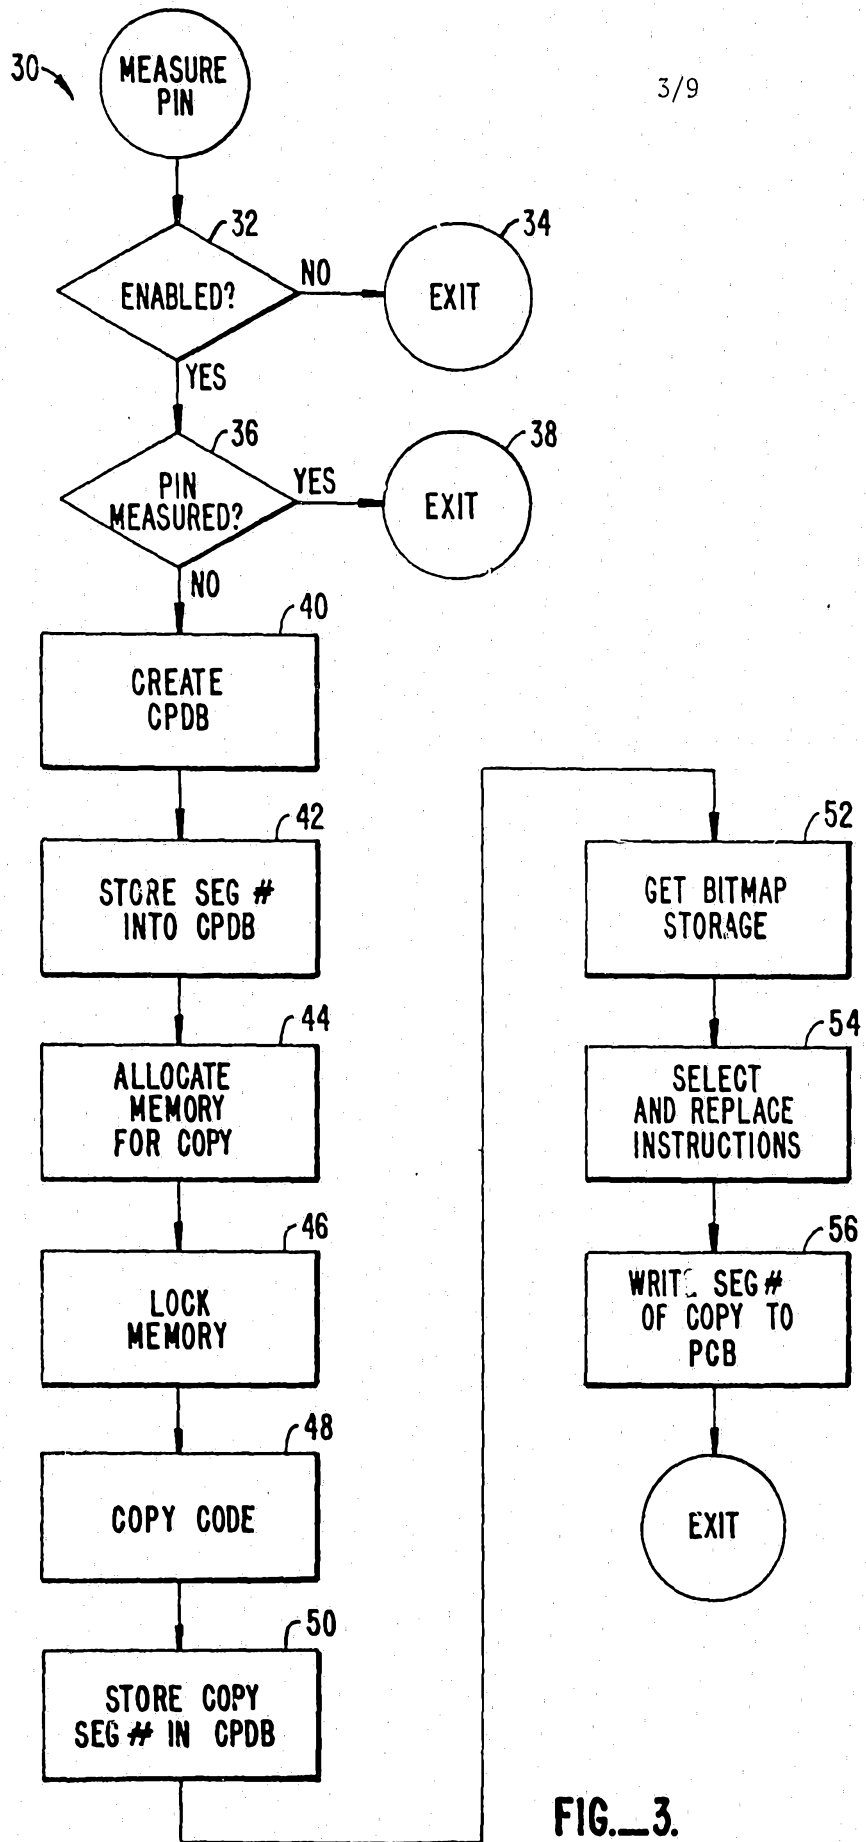 30
MEASURE
PIN
3/9
32
ENABLED?
NO
34
EXIT
YES
36
PIN
MEASURED?
YES
38
EXIT
NO
40
CREATE
CPDB
42
STORE SEG #
INTO CPDB
44
ALLOCATE
MEMORY
FOR COPY
46
LOCK
MEMORY
48
COPY CODE
50
STORE COPY
SEG # IN CPDB
52
GET BITMAP
STORAGE
54
SELECT
AND REPLACE
INSTRUCTIONS
56
WRITE SEG #
OF COPY TO
PCB
EXIT
FIG._3.